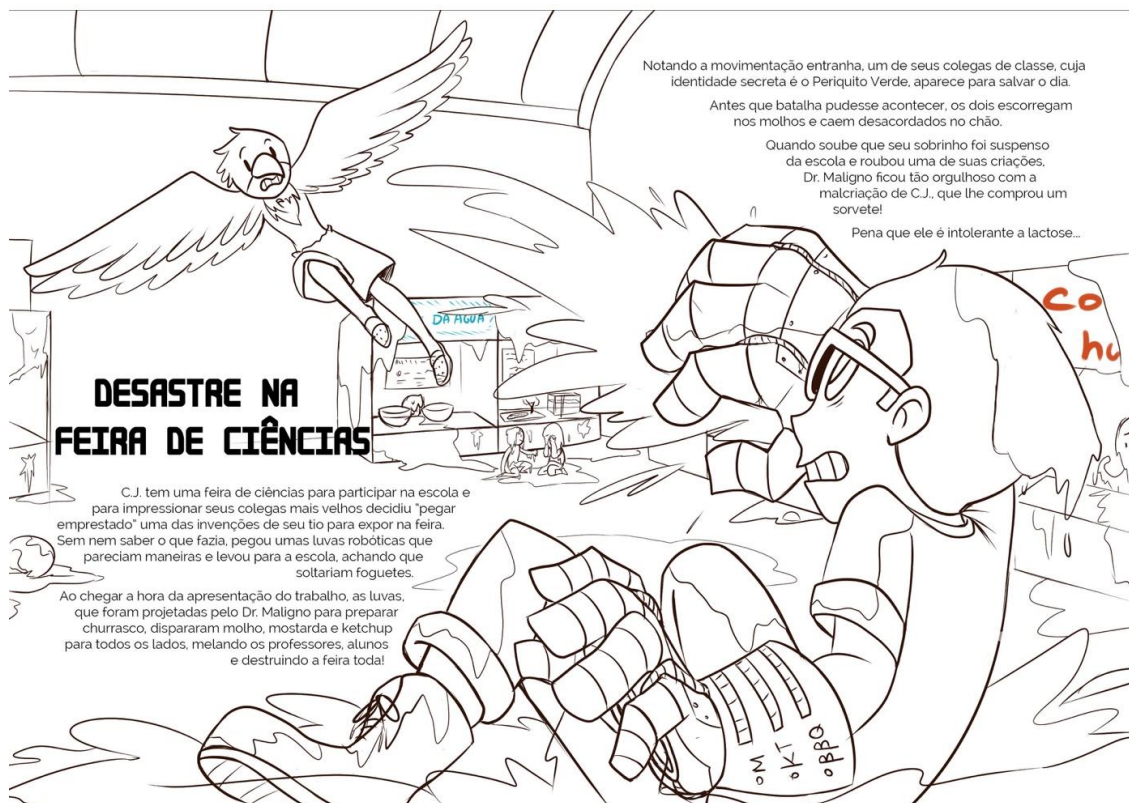 DESASTRE NA
FEIRA DE CIÊNCIAS
C.J. tem uma feira de ciências para participar na escola e
para impressionar seus colegas mais velhos decidiu "pegar
emprestado" uma das invenções de seu tio para expor na feira.
Sem nem saber o que fazia, pegou umas luvas robóticas que
pareciam maneiras e levou para a escola, achando que
soltariam foguetes.
Ao chegar a hora da apresentação do trabalho, as luvas,
que foram projetadas pelo Dr. Maligno para preparar
churrasco, dispararam molho, mostarda e ketchup
para todos os lados, melando os professores, alunos
e destruindo a feira toda!
Notando a movimentação entranha, um de seus colegas de classe, cuja
identidade secreta é o Periquito Verde, aparece para salvar o dia.
Antes que batalha pudesse acontecer, os dois escorregam
nos molhos e caem desacordados no chão.
Quando soube que seu sobrinho foi suspenso
da escola e roubou uma de suas criações,
Dr. Maligno ficou tão orgulhoso com a
malcriação de C.J., que lhe comprou um
sorvete!
Pena que ele é intolerante a lactose...
DA AGUA
Co
hu
M
KT
BBQ